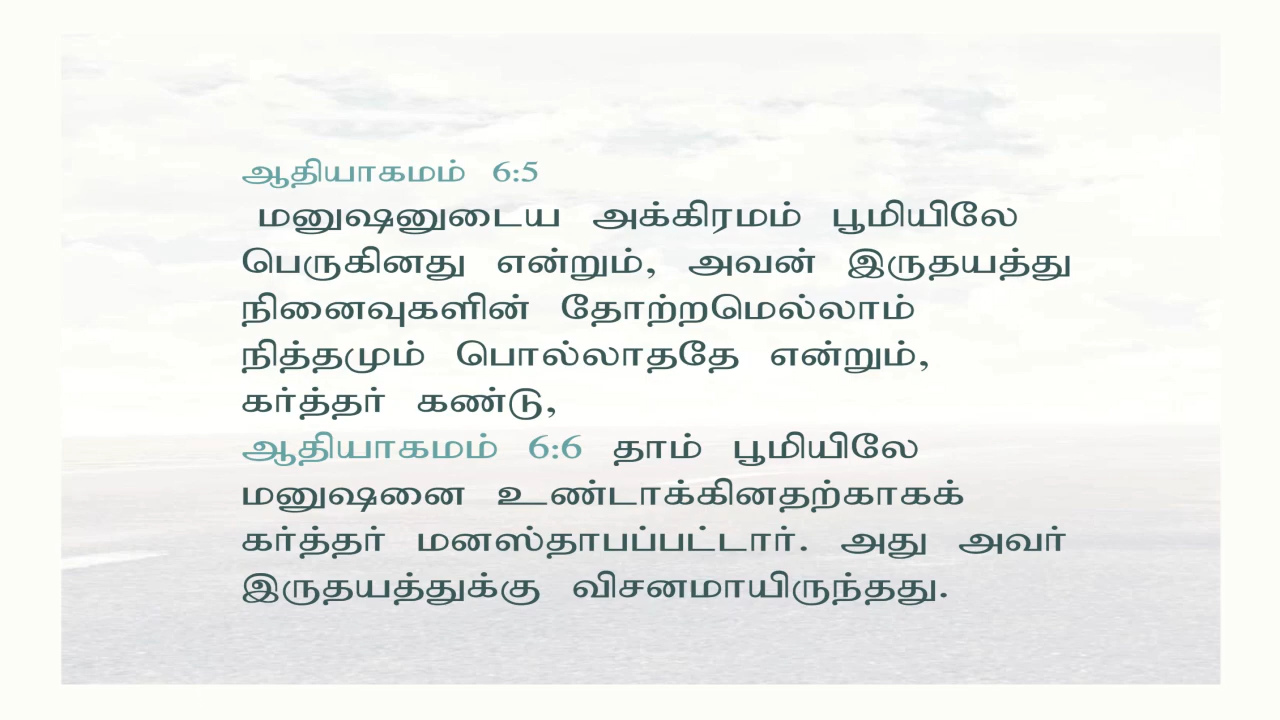 ஆதியாகமம் 6:5
மனுஷனுடைய அக்கிரமம் பூமியிலே
பெருகினது என்றும், அவன் இருதயத்து
நினைவுகளின் தோற்றமெல்லாம்
நித்தமும் பொல்லாததே என்றும்,
கர்த்தர் கண்டு,
ஆதியாகமம் 6:6 தாம் பூமியிலே
மனுஷனை உண்டாக்கினதற்காகக்
கர்த்தர் மனஸ்தாபப்பட்டார். அது அவர்
இருதயத்துக்கு விசனமாயிருந்தது.